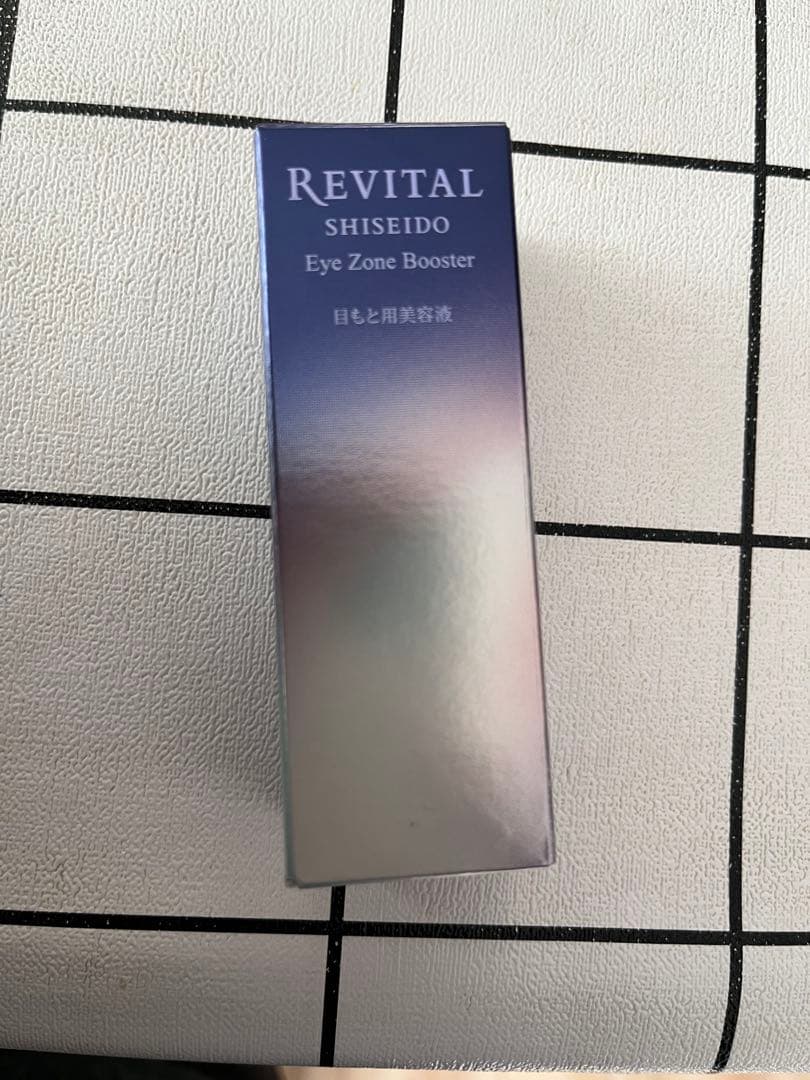 REVITAL
SHISEIDO
Eye Zone Booster
目もと用美容液